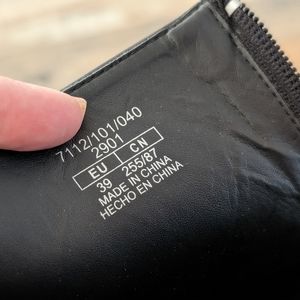 7112/101/040
2901
EU CN
39 255/87
MADE IN CHINA
HECHO EN CHINA